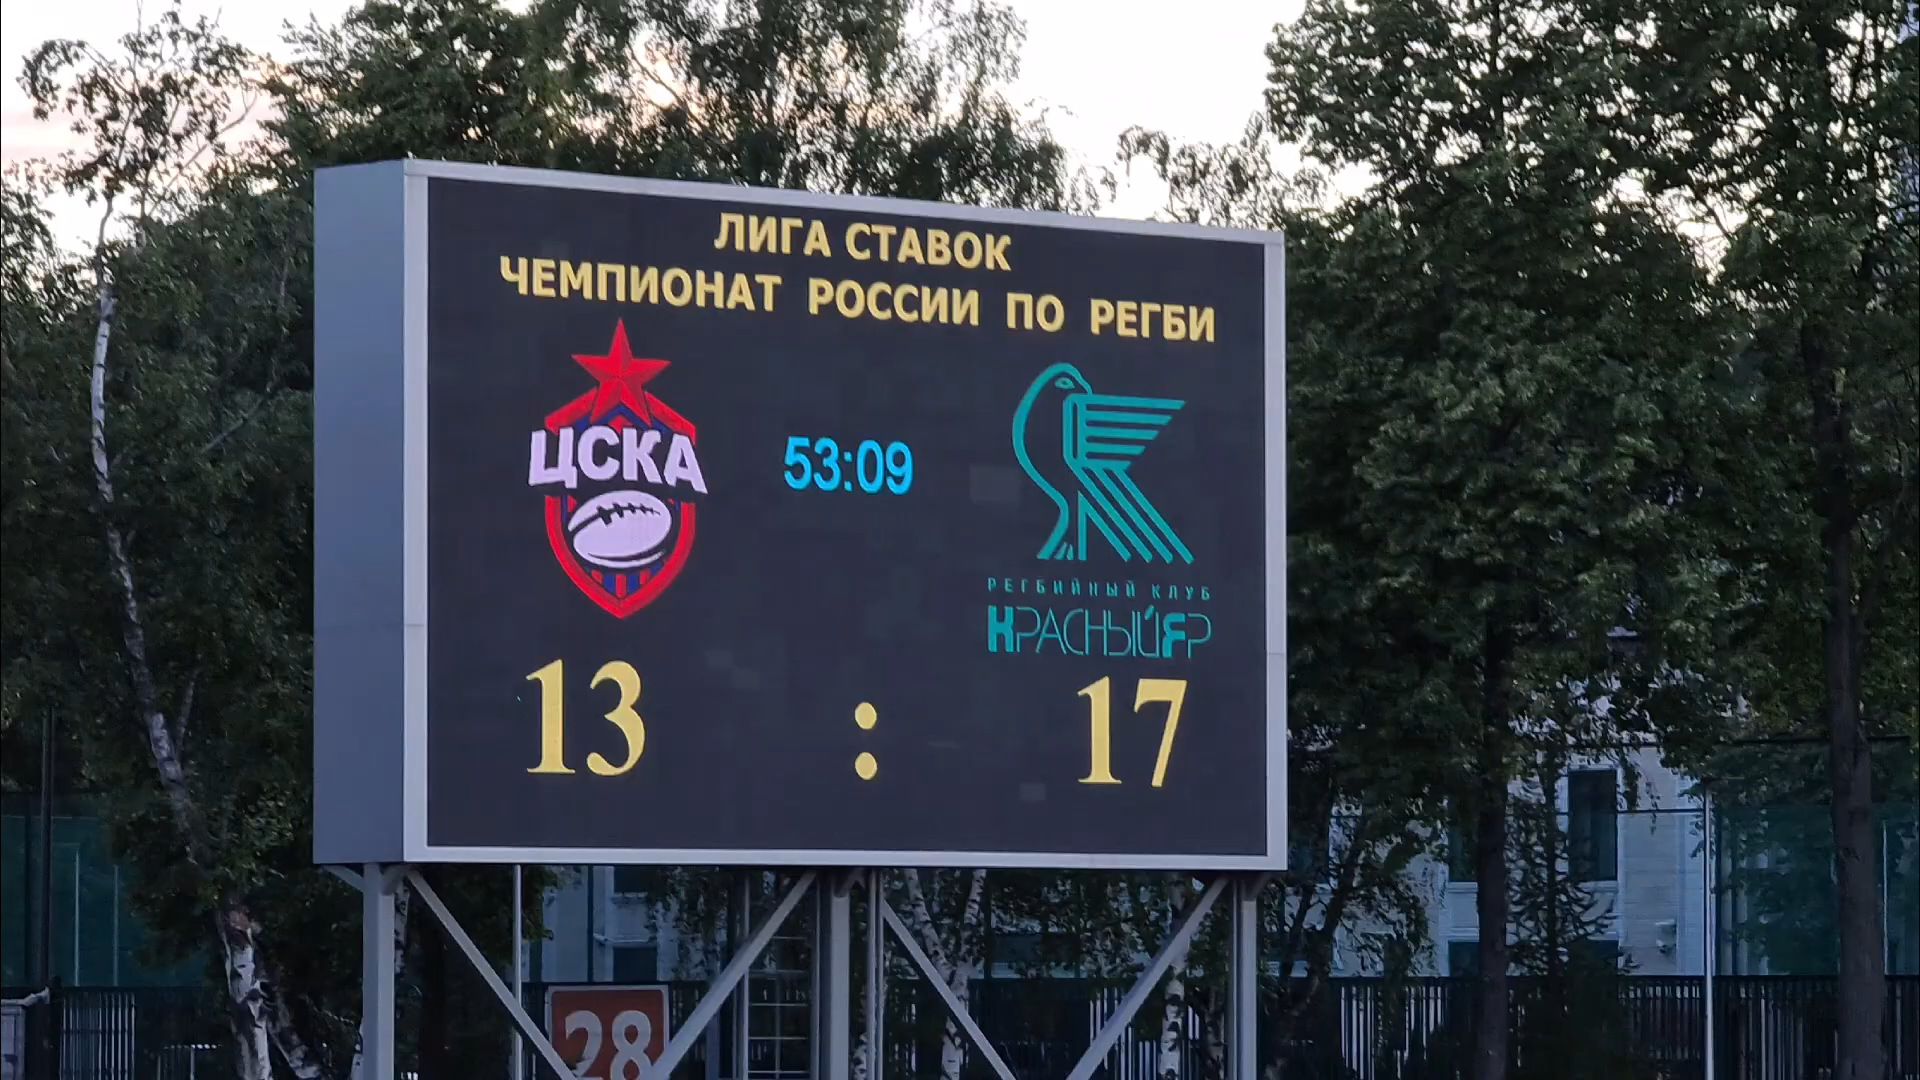 ЛИГА СТАВОК
ЧЕМПИОНАТ РОССИИ ПО РЕГБИ
ЦСКА
53:09
РЕГБИЙНЫЙ КЛУБ
КРАСНЫЙ ЯР
13 : 17
28